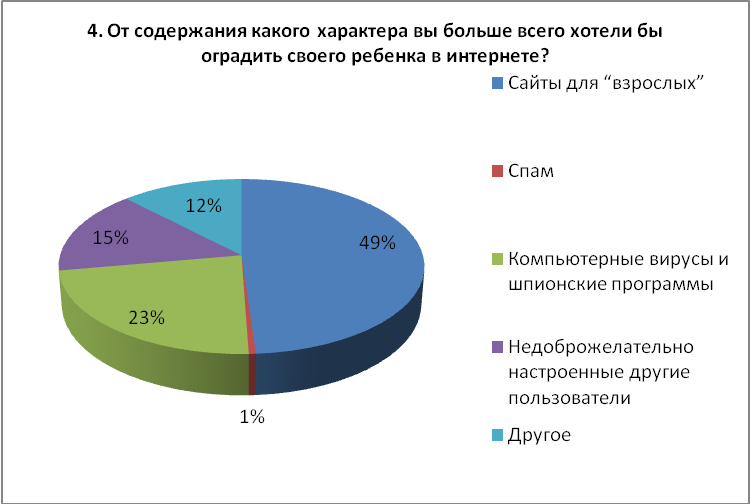 4. От содержания какого характера вы больше всего хотели бы
оградить своего ребенка в интернете?
Сайты для “взрослых”
Спам
Компьютерные вирусы и
шпионские программы
Недоброжелательно
настроенные другие
пользователи
Другое
12%
15%
49%
23%
1%